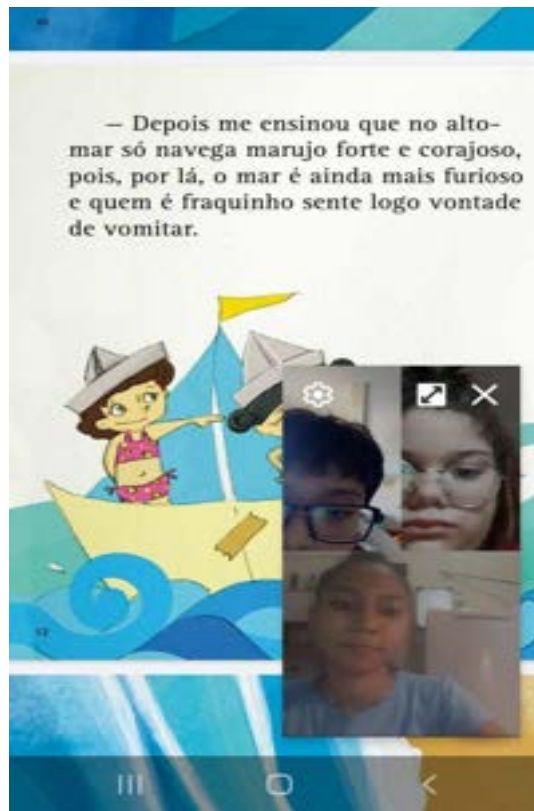 — Depois me ensinou que no alto-
mar só navega marujo forte e corajoso,
pois, por lá, o mar é ainda mais furioso
e quem é fraquinho sente logo vontade
de vomitar.
12